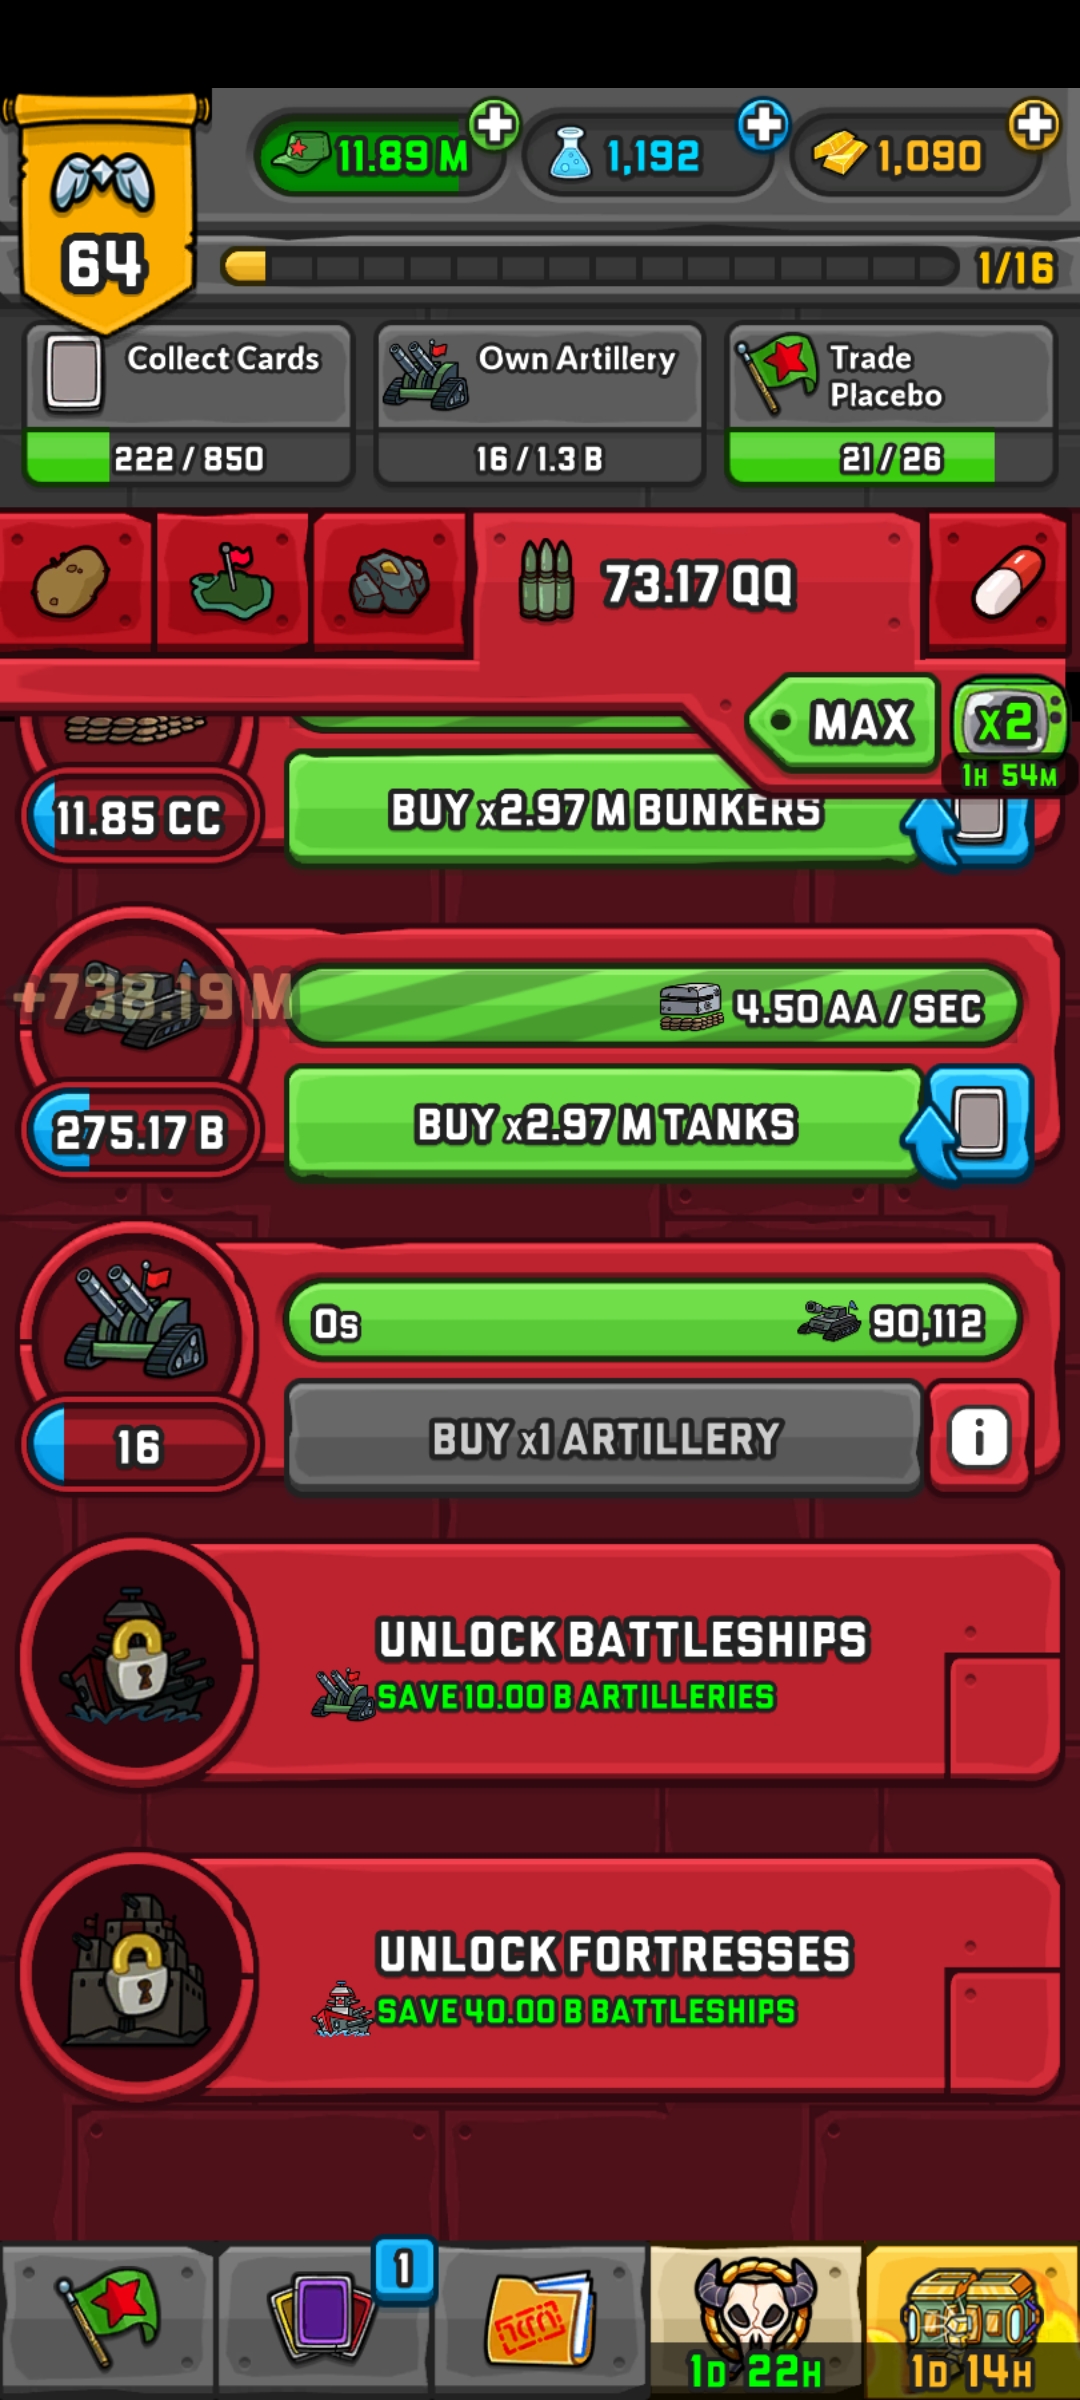 11.89 M
1,192
1,090
64
1/16
Collect Cards
222 / 850
Own Artillery
16 / 1.3 B
Trade
Placebo
21 / 26
73.17 QQ
MAX
x2
1H 54M
11.85 CC
BUY x2.97 M BUNKERS
+738.19 M
4.50 AA / SEC
275.17 B
BUY x2.97 M TANKS
0s
90,112
16
BUY x1 ARTILLERY
i
UNLOCK BATTLESHIPS
SAVE 10.00 B ARTILLERIES
UNLOCK FORTRESSES
SAVE 40.00 B BATTLESHIPS
1
1D 22H
1D 14H